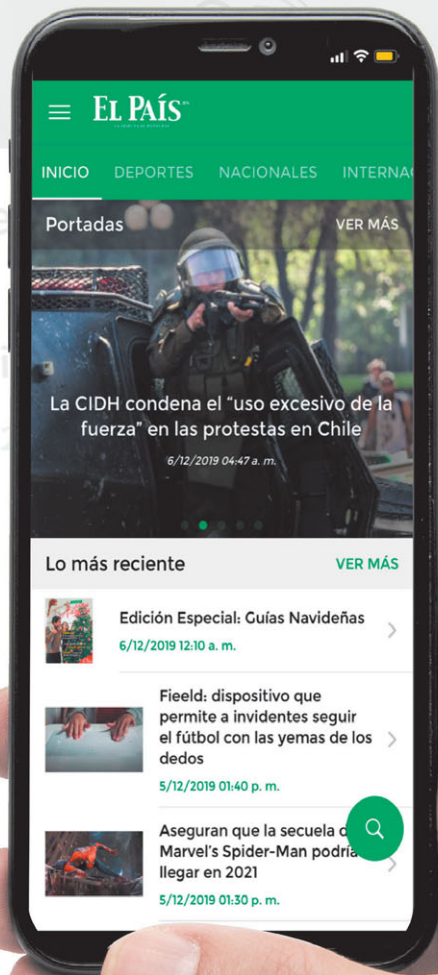 EL PAÍS
INICIO DEPORTES NACIONALES INTERNA
Portadas VER MÁS
La CIDH condena el “uso excesivo de la
fuerza” en las protestas en Chile
6/12/2019 04:47 a. m.
Lo más reciente VER MÁS
Edición Especial: Guías Navideñas
6/12/2019 12:10 a. m.
Fieeld: dispositivo que
permite a invidentes seguir
el fútbol con las yemas de los
dedos
5/12/2019 01:40 p. m.
Aseguran que la secuela d
Marvel's Spider-Man podría
llegar en 2021
5/12/2019 01:30 p. m.